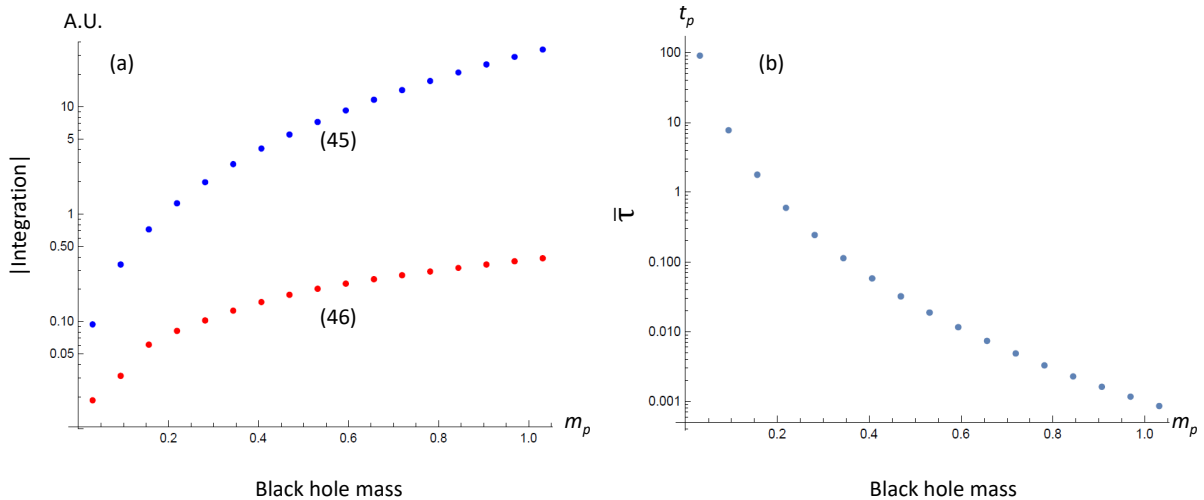 A.U.
(a)
|Integration|
10
5
1
0.50
0.10
0.05
(45)
(46)
0.2
0.4
0.6
0.8
1.0
m_p
Black hole mass
t_p
(b)
τ̄
100
10
1
0.100
0.010
0.001
0.2
0.4
0.6
0.8
1.0
m_p
Black hole mass